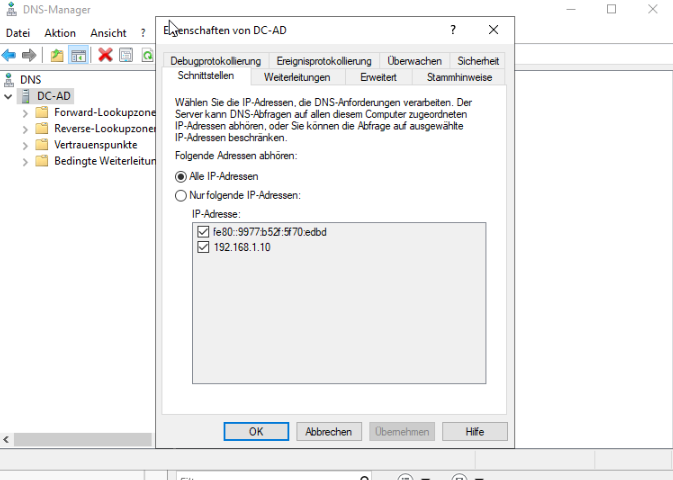 DNS-Manager
Datei Aktion Ansicht ?
DNS
DC-AD
Forward-Lookupzone
Reverse-Lookupzone
Vertrauenspunkte
Bedingte Weiterleitun
Eigenschaften von DC-AD
? 
Debugprotokollierung Ereignisprotokollierung Überwachen Sicherheit
Schnittstellen Weiterleitungen Erweitert Stammhinweise
Wählen Sie die IP-Adressen, die DNS-Anforderungen verarbeiten. Der
Server kann DNS-Abfragen auf allen diesem Computer zugeordneten
IP-Adressen abhören, oder Sie können die Abfrage auf ausgewählte
IP-Adressen beschränken.
Folgende Adressen abhören:
Alle IP-Adressen
Nur folgende IP-Adressen:
IP-Adresse:
fe80::9977:b52f:5f70:edbd
192.168.1.10
OK Abbrechen Übernehmen Hilfe